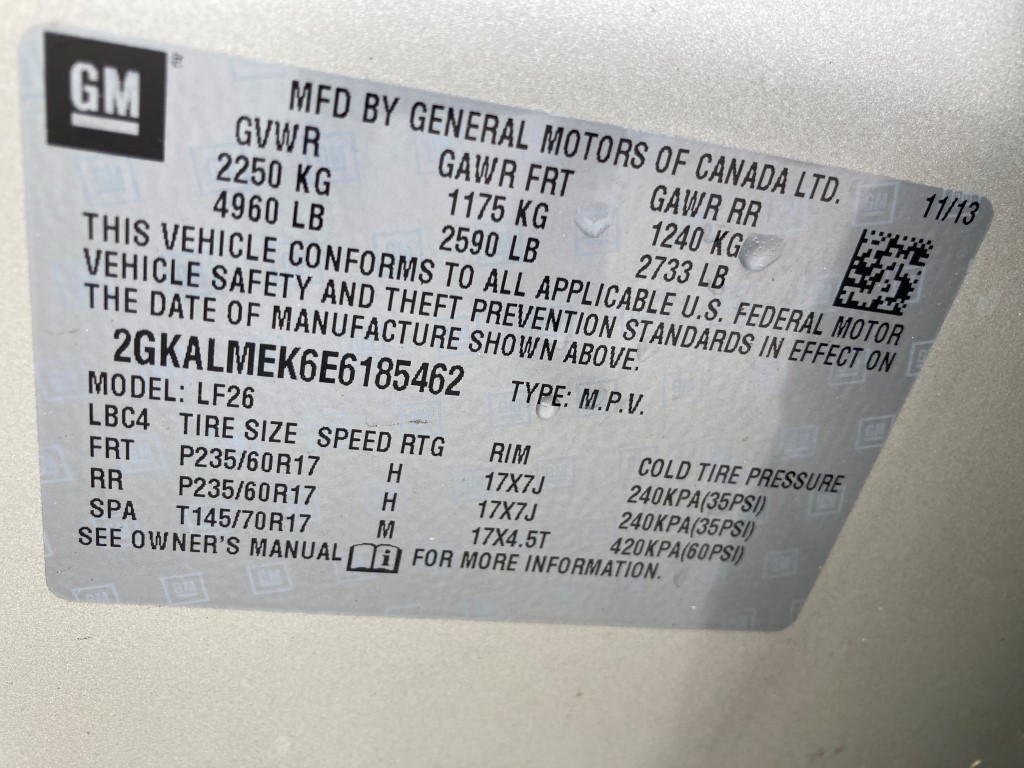 GM
MFD BY GENERAL MOTORS OF CANADA LTD.
11/13
GVWR GAWR FRT GAWR RR
2250 KG 1175 KG 1240 KG
4960 LB 2590 LB 2733 LB
THIS VEHICLE CONFORMS TO ALL APPLICABLE U.S. FEDERAL MOTOR
VEHICLE SAFETY AND THEFT PREVENTION STANDARDS IN EFFECT ON
THE DATE OF MANUFACTURE SHOWN ABOVE.
2GKALMEK6E6185462 TYPE: M.P.V.
MODEL: LF26
LBC4 TIRE SIZE SPEED RTG RIM COLD TIRE PRESSURE
FRT P235/60R17 H 17X7J 240KPA(35PSI)
RR P235/60R17 H 17X7J 240KPA(35PSI)
SPA T145/70R17 M 17X4.5T 420KPA(60PSI)
SEE OWNER'S MANUAL i FOR MORE INFORMATION.